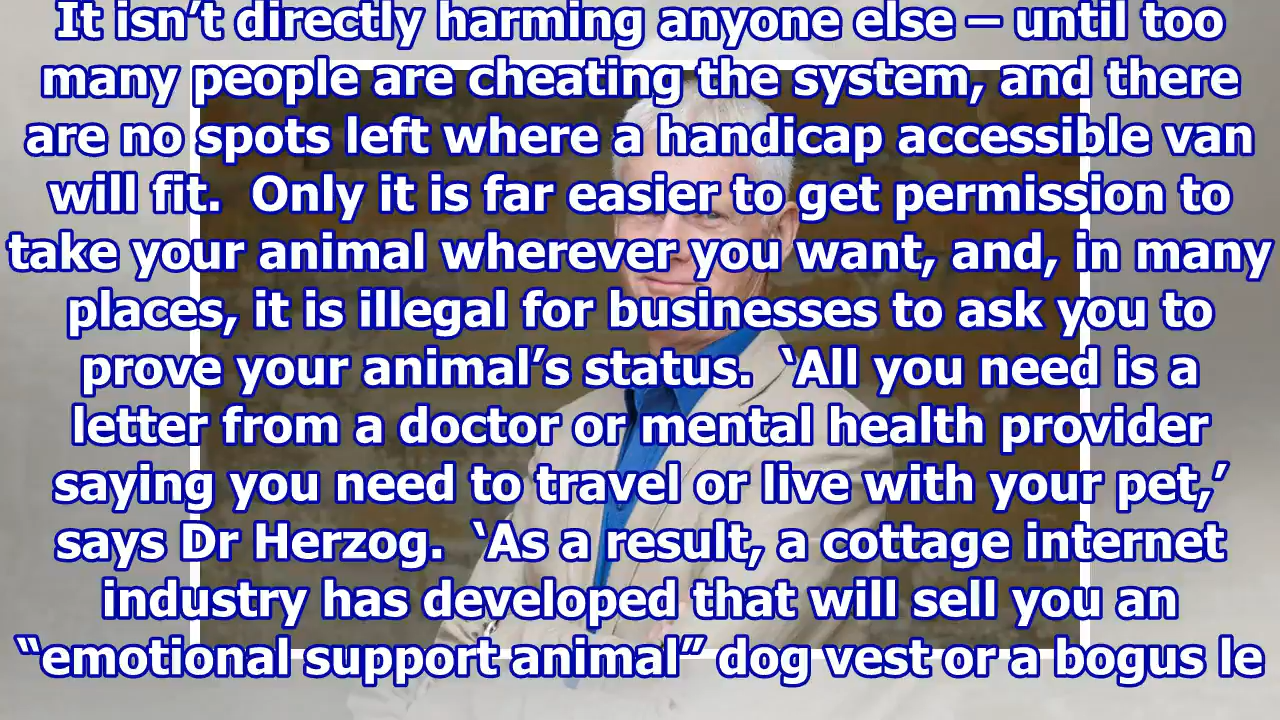 It isn’t directly harming anyone else – until too
many people are cheating the system, and there
are no spots left where a handicap accessible van
will fit.  Only it is far easier to get permission to
take your animal wherever you want, and, in many
places, it is illegal for businesses to ask you to
prove your animal’s status.  ‘All you need is a
letter from a doctor or mental health provider
saying you need to travel or live with your pet,’
says Dr Herzog.  ‘As a result, a cottage internet
industry has developed that will sell you an
“emotional support animal” dog vest or a bogus le